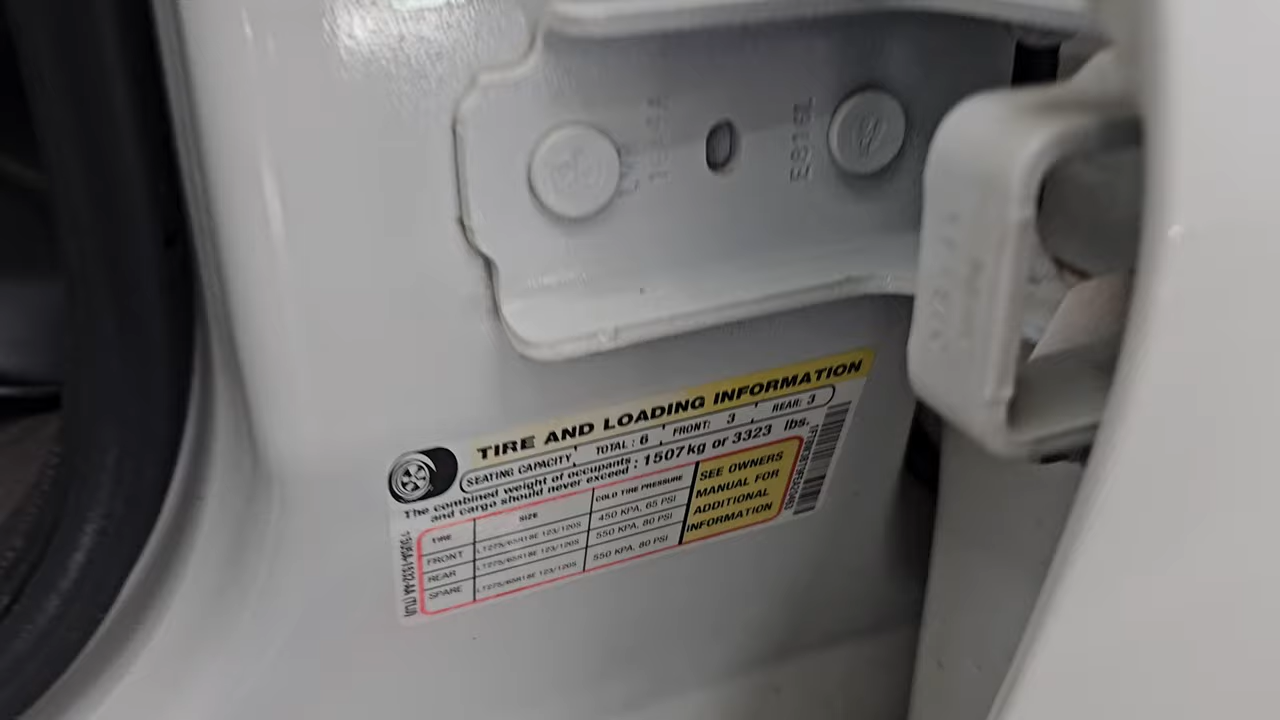 E816L
TIRE AND LOADING INFORMATION
SEATING CAPACITY TOTAL: 6 FRONT: 3 REAR: 3
The combined weight of occupants
and cargo should never exceed : 1507kg or 3323 lbs.
TIRE SIZE COLD TIRE PRESSURE
FRONT LT275/65R18E 123/120S 450 KPA, 65 PSI
REAR LT275/65R18E 123/120S 550 KPA, 80 PSI
SPARE LT275/65R18E 123/120S 550 KPA, 80 PSI
SEE OWNERS
MANUAL FOR
ADDITIONAL
INFORMATION